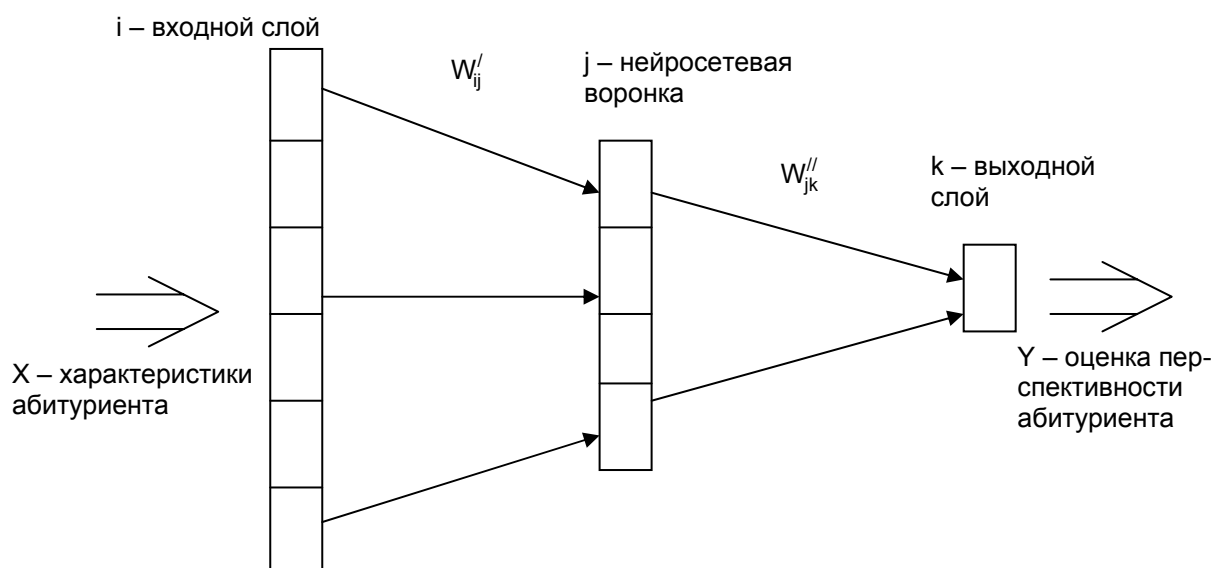 i – входной слой
W/ij
j – нейросетевая
воронка
W//jk
k – выходной
слой
X – характеристики
абитуриента
Y – оценка пер-
спективности
абитуриента